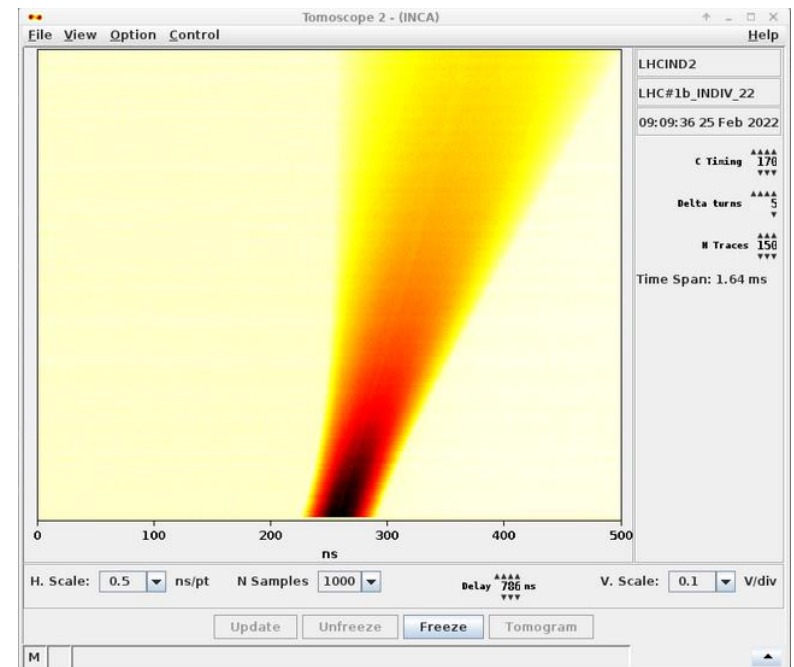 Tomoscope 2 - (INCA)
File View Option Control Help
LHCIND2
LHC#1b_INDIV_22
09:09:36 25 Feb 2022
C Timing 170
Delta turns 5
N Traces 150
Time Span: 1.64 ms
0 100 200 300 400 500
ns
H. Scale: 0.5 ns/pt N Samples 1000 Delay 786 ns V. Scale: 0.1 V/div
Update Unfreeze Freeze Tomogram
M